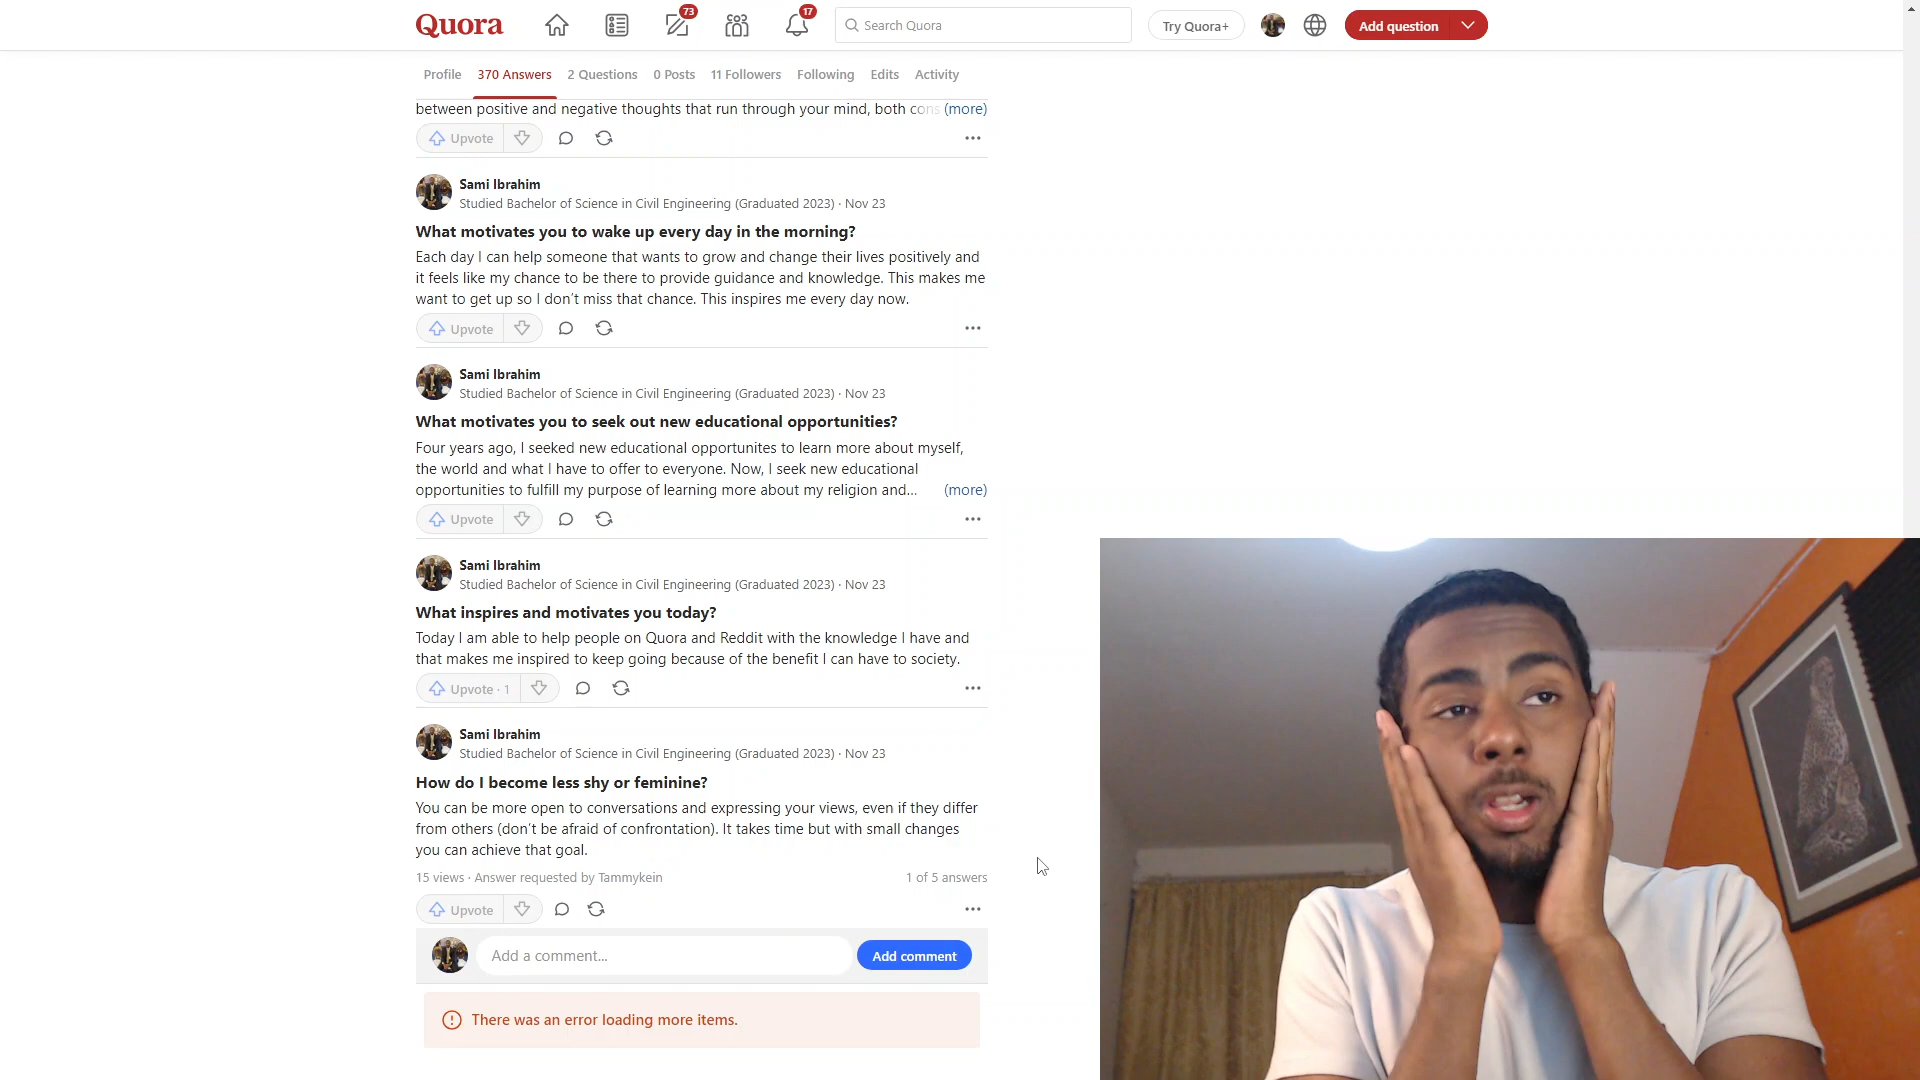 Quora
73
17
Search Quora
Try Quora+
Add question
Profile
370 Answers
2 Questions
0 Posts
11 Followers
Following
Edits
Activity
between positive and negative thoughts that run through your mind, both cons (more)
Upvote
Sami Ibrahim
Studied Bachelor of Science in Civil Engineering (Graduated 2023) · Nov 23
What motivates you to wake up every day in the morning?
Each day I can help someone that wants to grow and change their lives positively and
it feels like my chance to be there to provide guidance and knowledge. This makes me
want to get up so I don't miss that chance. This inspires me every day now.
Upvote
Sami Ibrahim
Studied Bachelor of Science in Civil Engineering (Graduated 2023) · Nov 23
What motivates you to seek out new educational opportunities?
Four years ago, I seeked new educational opportunites to learn more about myself,
the world and what I have to offer to everyone. Now, I seek new educational
opportunities to fulfill my purpose of learning more about my religion and... (more)
Upvote
Sami Ibrahim
Studied Bachelor of Science in Civil Engineering (Graduated 2023) · Nov 23
What inspires and motivates you today?
Today I am able to help people on Quora and Reddit with the knowledge I have and
that makes me inspired to keep going because of the benefit I can have to society.
Upvote · 1
Sami Ibrahim
Studied Bachelor of Science in Civil Engineering (Graduated 2023) · Nov 23
How do I become less shy or feminine?
You can be more open to conversations and expressing your views, even if they differ
from others (don't be afraid of confrontation). It takes time but with small changes
you can achieve that goal.
15 views · Answer requested by Tammykein
1 of 5 answers
Upvote
Add a comment...
Add comment
There was an error loading more items.